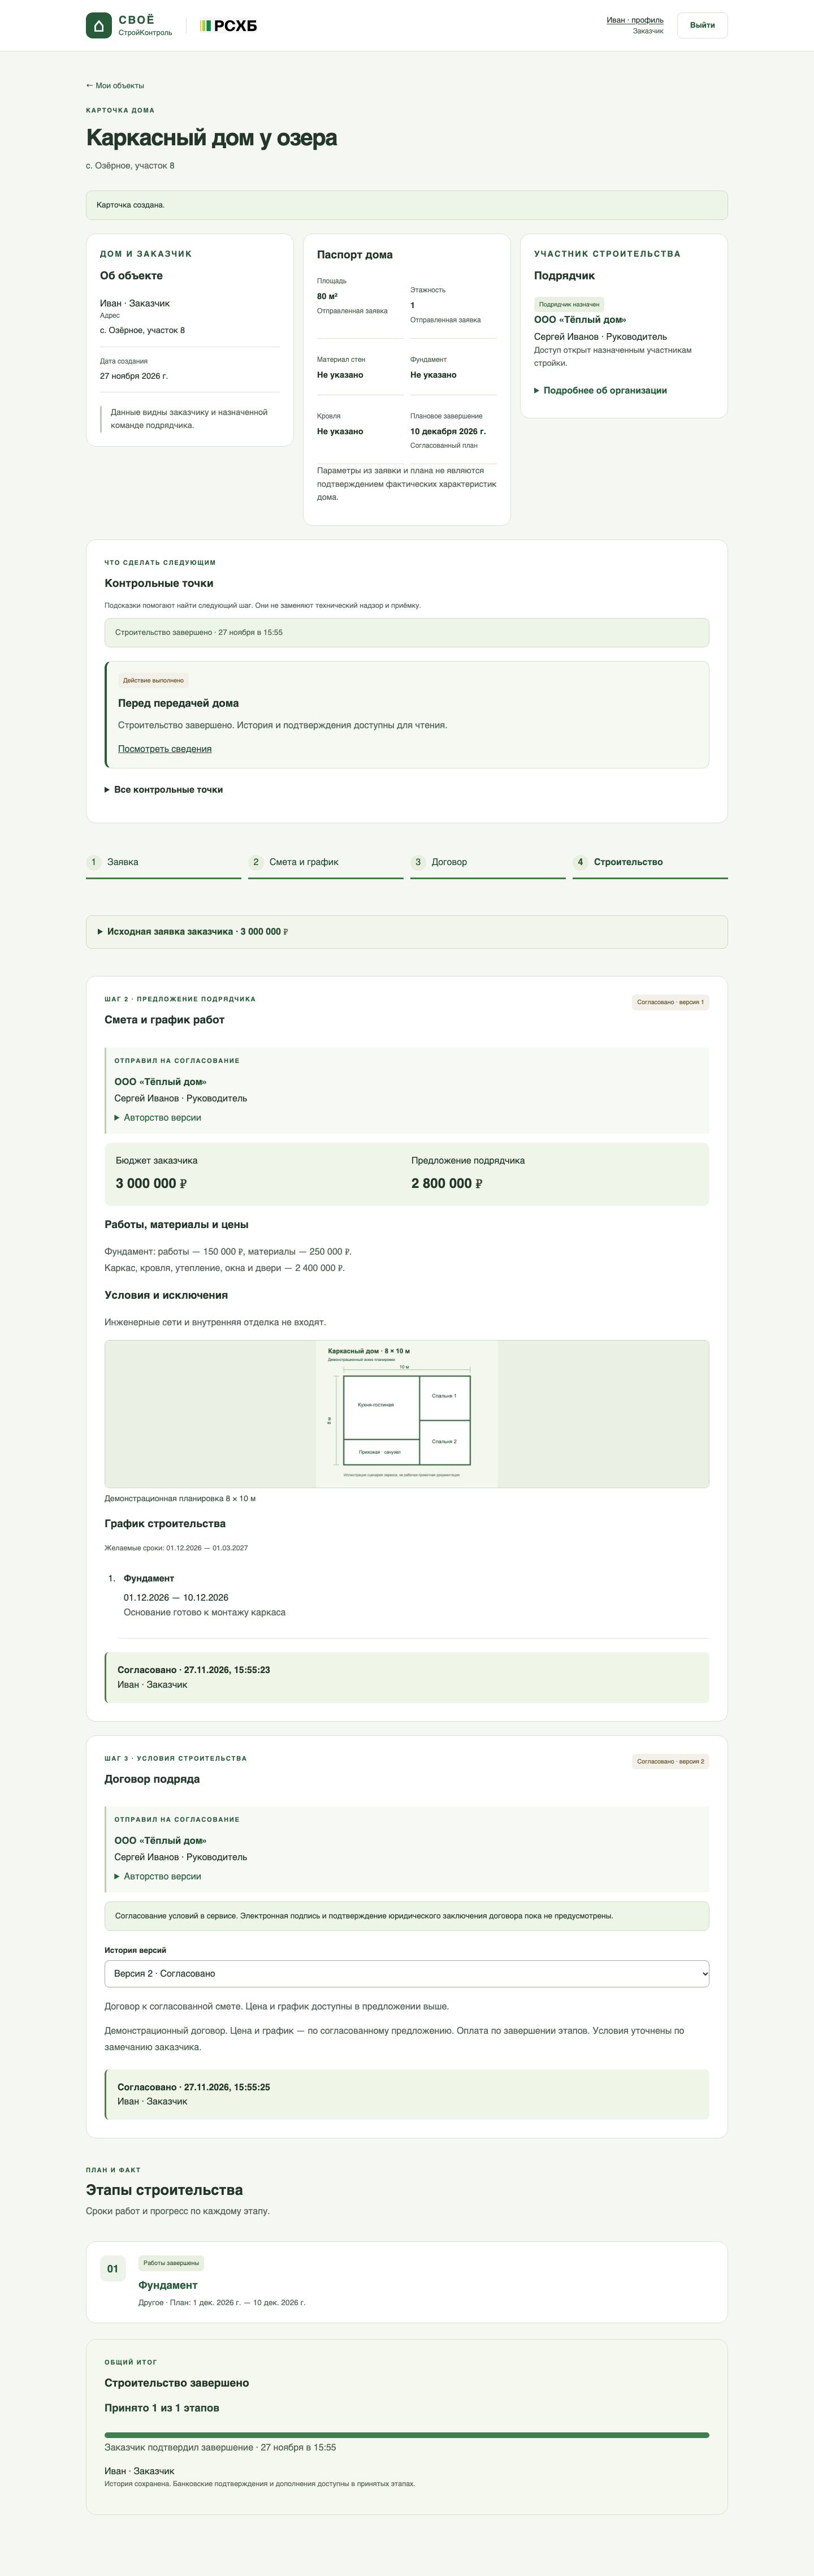 СВОЁ
СтройКонтроль
РСХБ
Иван · профиль
Заказчик
Выйти
← Мои объекты
КАРТОЧКА ДОМА
Каркасный дом у озера
с. Озёрное, участок 8
Карточка создана.
ДОМ И ЗАКАЗЧИК
Об объекте
Иван · Заказчик
Адрес
с. Озёрное, участок 8
Дата создания
27 ноября 2026 г.
Данные видны заказчику и назначенной
команде подрядчика.
Паспорт дома
Площадь
80 м²
Отправленная заявка
Этажность
1
Отправленная заявка
Материал стен
Не указано
Фундамент
Не указано
Кровля
Не указано
Плановое завершение
10 декабря 2026 г.
Согласованный план
Параметры из заявки и плана не являются
подтверждением фактических характеристик
дома.
УЧАСТНИК СТРОИТЕЛЬСТВА
Подрядчик
Подрядчик назначен
ООО «Тёплый дом»
Сергей Иванов · Руководитель
Доступ открыт назначенным участникам
стройки.
▶ Подробнее об организации
ЧТО СДЕЛАТЬ СЛЕДУЮЩИМ
Контрольные точки
Подсказки помогают найти следующий шаг. Они не заменяют технический надзор и приёмку.
Строительство завершено · 27 ноября в 15:55
Действие выполнено
Перед передачей дома
Строительство завершено. История и подтверждения доступны для чтения.
Посмотреть сведения
▶ Все контрольные точки
1 Заявка
2 Смета и график
3 Договор
4 Строительство
▶ Исходная заявка заказчика · 3 000 000 ₽
ШАГ 2 · ПРЕДЛОЖЕНИЕ ПОДРЯДЧИКА
Согласовано · версия 1
Смета и график работ
ОТПРАВИЛ НА СОГЛАСОВАНИЕ
ООО «Тёплый дом»
Сергей Иванов · Руководитель
▶ Авторство версии
Бюджет заказчика
3 000 000 ₽
Предложение подрядчика
2 800 000 ₽
Работы, материалы и цены
Фундамент: работы — 150 000 ₽, материалы — 250 000 ₽.
Каркас, кровля, утепление, окна и двери — 2 400 000 ₽.
Условия и исключения
Инженерные сети и внутренняя отделка не входят.
Каркасный дом · 8 × 10 м
Демонстрационный эскиз планировки
10 м
8 м
Кухня-гостиная
Спальня 1
Спальня 2
Прихожая · санузел
Иллюстрация сценария сервиса, не рабочая проектная документация.
Демонстрационная планировка 8 × 10 м
График строительства
Желаемые сроки: 01.12.2026 — 01.03.2027
1. Фундамент
01.12.2026 — 10.12.2026
Основание готово к монтажу каркаса
Согласовано · 27.11.2026, 15:55:23
Иван · Заказчик
ШАГ 3 · УСЛОВИЯ СТРОИТЕЛЬСТВА
Согласовано · версия 2
Договор подряда
ОТПРАВИЛ НА СОГЛАСОВАНИЕ
ООО «Тёплый дом»
Сергей Иванов · Руководитель
▶ Авторство версии
Согласование условий в сервисе. Электронная подпись и подтверждение юридического заключения договора пока не предусмотрены.
История версий
Версия 2 · Согласовано
Договор к согласованной смете. Цена и график доступны в предложении выше.
Демонстрационный договор. Цена и график — по согласованному предложению. Оплата по завершении этапов. Условия уточнены по
замечанию заказчика.
Согласовано · 27.11.2026, 15:55:25
Иван · Заказчик
ПЛАН И ФАКТ
Этапы строительства
Сроки работ и прогресс по каждому этапу.
01
Работы завершены
Фундамент
Другое · План: 1 дек. 2026 г. — 10 дек. 2026 г.
ОБЩИЙ ИТОГ
Строительство завершено
Принято 1 из 1 этапов
Заказчик подтвердил завершение · 27 ноября в 15:55
Иван · Заказчик
История сохранена. Банковские подтверждения и дополнения доступны в принятых этапах.